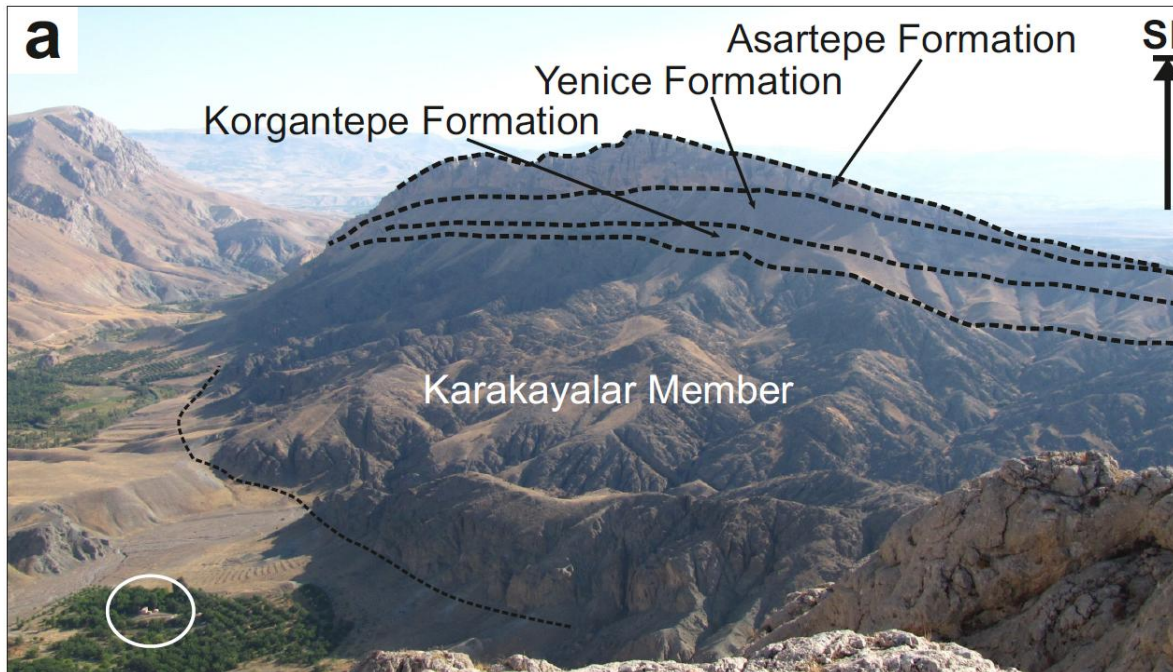 a
Asartepe Formation
Yenice Formation
Korgantepe Formation
Karakayalar Member